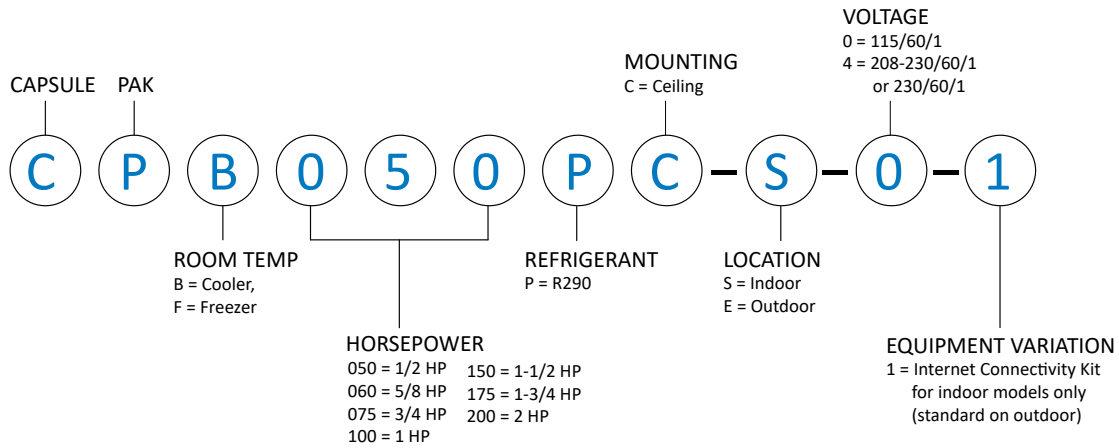 VOLTAGE
0 = 115/60/1
4 = 208-230/60/1
or 230/60/1
MOUNTING
C = Ceiling
CAPSULE PAK
C P B 0 5 0 P C – S – 0 – 1
ROOM TEMP
B = Cooler,
F = Freezer
REFRIGERANT
P = R290
LOCATION
S = Indoor
E = Outdoor
HORSEPOWER
050 = 1/2 HP
060 = 5/8 HP
075 = 3/4 HP
100 = 1 HP
150 = 1-1/2 HP
175 = 1-3/4 HP
200 = 2 HP
EQUIPMENT VARIATION
1 = Internet Connectivity Kit
for indoor models only
(standard on outdoor)